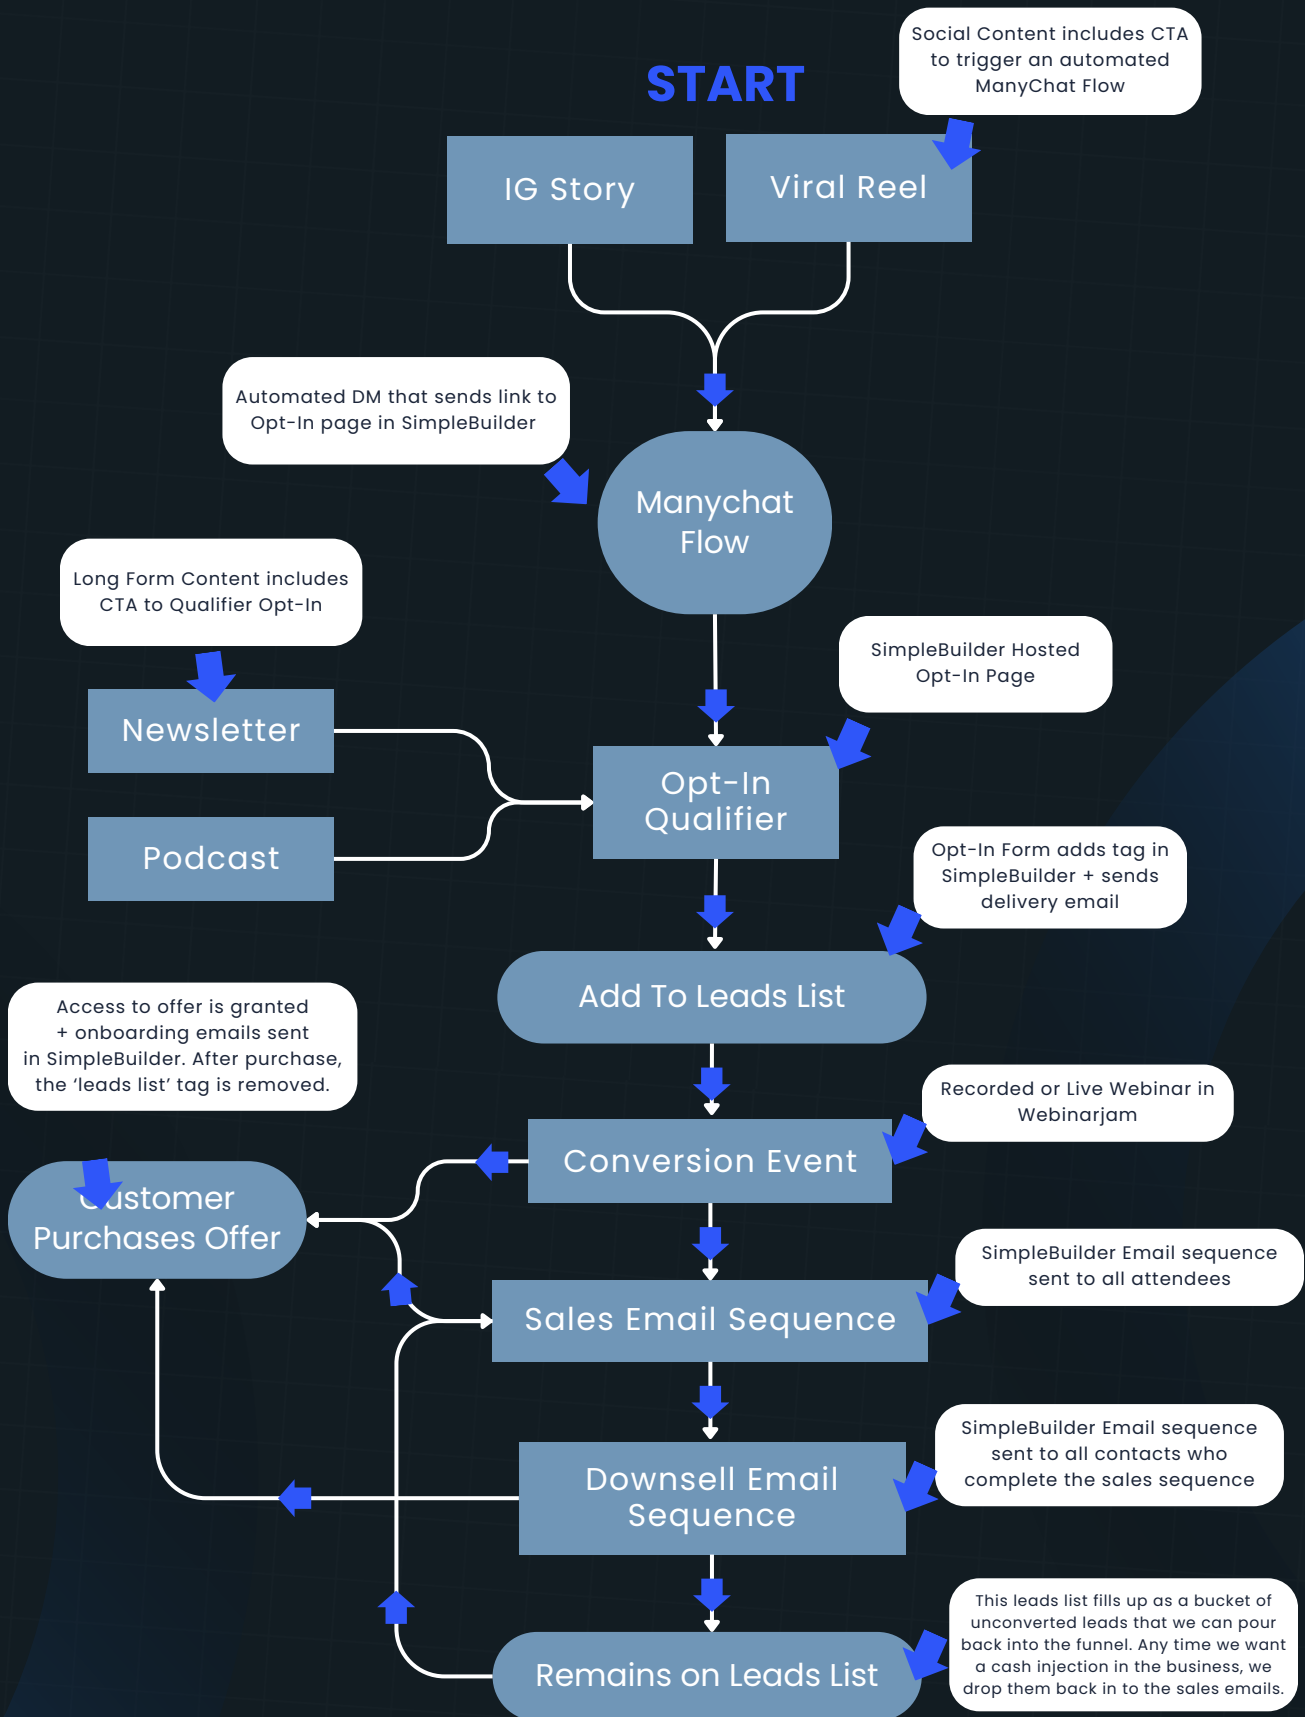 Social Content includes CTA
to trigger an automated
ManyChat Flow
START
IG Story
Viral Reel
Automated DM that sends link to
Opt-In page in SimpleBuilder
Manychat
Flow
Long Form Content includes
CTA to Qualifier Opt-In
SimpleBuilder Hosted
Opt-In Page
Newsletter
Opt-In
Qualifier
Podcast
Opt-In Form adds tag in
SimpleBuilder + sends
delivery email
Add To Leads List
Access to offer is granted
+ onboarding emails sent
in SimpleBuilder. After purchase,
the ‘leads list’ tag is removed.
Recorded or Live Webinar in
Webinarjam
Conversion Event
Customer
Purchases Offer
SimpleBuilder Email sequence
sent to all attendees
Sales Email Sequence
SimpleBuilder Email sequence
sent to all contacts who
complete the sales sequence
Downsell Email
Sequence
This leads list fills up as a bucket of
unconverted leads that we can pour
back into the funnel. Any time we want
a cash injection in the business, we
drop them back in to the sales emails.
Remains on Leads List